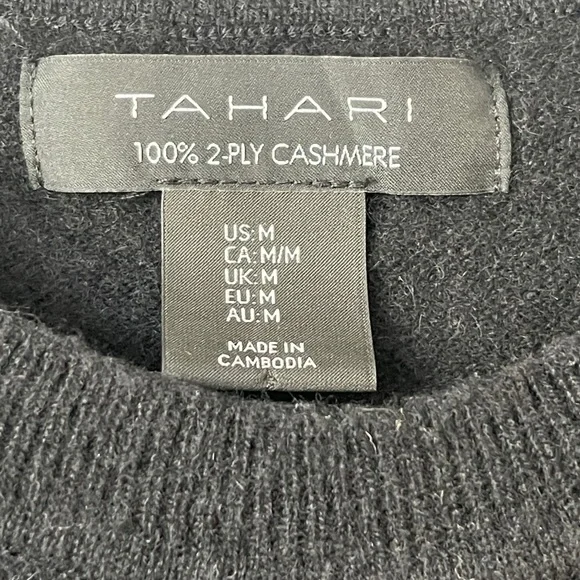 TAHARI
100% 2-PLY CASHMERE
US:M
CA:M/M
UK:M
EU:M
AU:M
MADE IN
CAMBODIA